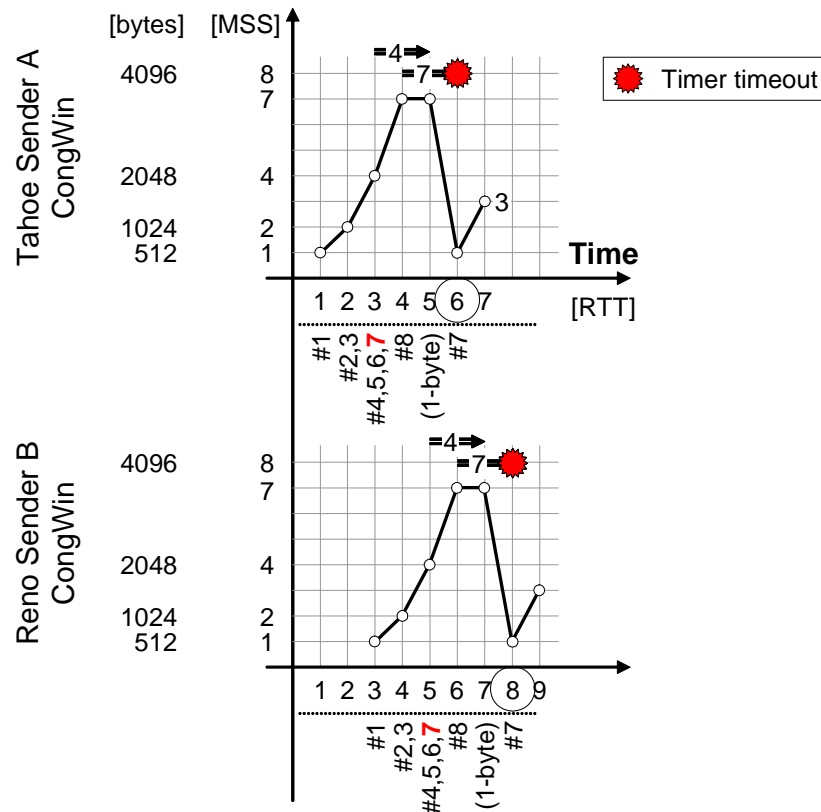 [bytes]
[MSS]
Tahoe Sender A
CongWin
4096
2048
1024
512
8
7
4
2
1
4
7
3
Timer timeout
Time
[RTT]
1 2 3 4 5 6 7
#1
#2,3
#4,5,6,7
#8
(1-byte)
#7
Reno Sender B
CongWin
4096
2048
1024
512
8
7
4
2
1
4
7
1 2 3 4 5 6 7 8 9
#1
#2,3
#4,5,6,7
#8
(1-byte)
#7